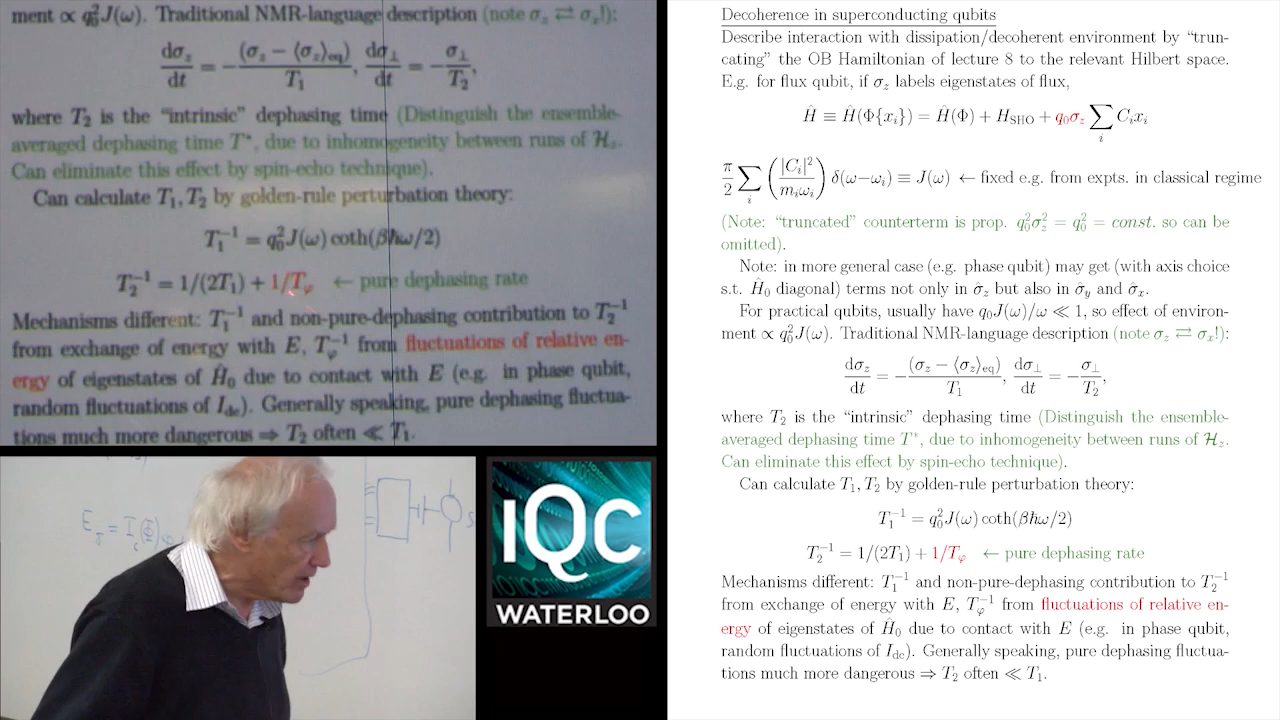 ment ∝ q₀²J(ω). Traditional NMR-language description (note σ_z ⇄ σ_x!):
dσ_z/dt = −(σ_z − ⟨σ_z⟩_eq)/T₁, dσ_⊥/dt = −σ_⊥/T₂,
where T₂ is the “intrinsic” dephasing time (Distinguish the ensemble-
averaged dephasing time T*, due to inhomogeneity between runs of ℋ_z.
Can eliminate this effect by spin-echo technique).
Can calculate T₁, T₂ by golden-rule perturbation theory:
T₁⁻¹ = q₀²J(ω) coth(βℏω/2)
T₂⁻¹ = 1/(2T₁) + 1/T_φ ← pure dephasing rate
Mechanisms different: T₁⁻¹ and non-pure-dephasing contribution to T₂⁻¹
from exchange of energy with E, T_φ⁻¹ from fluctuations of relative en-
ergy of eigenstates of Ĥ₀ due to contact with E (e.g. in phase qubit,
random fluctuations of I_dc). Generally speaking, pure dephasing fluctua-
tions much more dangerous ⇒ T₂ often ≪ T₁.
IQC
WATERLOO
Decoherence in superconducting qubits
Describe interaction with dissipation/decoherent environment by “trun-
cating” the OB Hamiltonian of lecture 8 to the relevant Hilbert space.
E.g. for flux qubit, if σ_z labels eigenstates of flux,
Ĥ ≡ Ĥ(Φ{x_i}) = Ĥ(Φ) + H_SHO + q₀σ_z ∑_i C_i x_i
π/2 ∑_i (|C_i|²/m_iω_i) δ(ω−ω_i) ≡ J(ω) ← fixed e.g. from expts. in classical regime
(Note: “truncated” counterterm is prop. q₀²σ_z² = q₀² = const. so can be
omitted).
Note: in more general case (e.g. phase qubit) may get (with axis choice
s.t. Ĥ₀ diagonal) terms not only in σ̂_z but also in σ̂_y and σ̂_x.
For practical qubits, usually have q₀J(ω)/ω ≪ 1, so effect of environ-
ment ∝ q₀²J(ω). Traditional NMR-language description (note σ_z ⇄ σ_x!):
dσ_z/dt = −(σ_z − ⟨σ_z⟩_eq)/T₁, dσ_⊥/dt = −σ_⊥/T₂,
where T₂ is the “intrinsic” dephasing time (Distinguish the ensemble-
averaged dephasing time T*, due to inhomogeneity between runs of ℋ_z.
Can eliminate this effect by spin-echo technique).
Can calculate T₁, T₂ by golden-rule perturbation theory:
T₁⁻¹ = q₀²J(ω) coth(βℏω/2)
T₂⁻¹ = 1/(2T₁) + 1/T_φ ← pure dephasing rate
Mechanisms different: T₁⁻¹ and non-pure-dephasing contribution to T₂⁻¹
from exchange of energy with E, T_φ⁻¹ from fluctuations of relative en-
ergy of eigenstates of Ĥ₀ due to contact with E (e.g. in phase qubit,
random fluctuations of I_dc). Generally speaking, pure dephasing fluctua-
tions much more dangerous ⇒ T₂ often ≪ T₁.